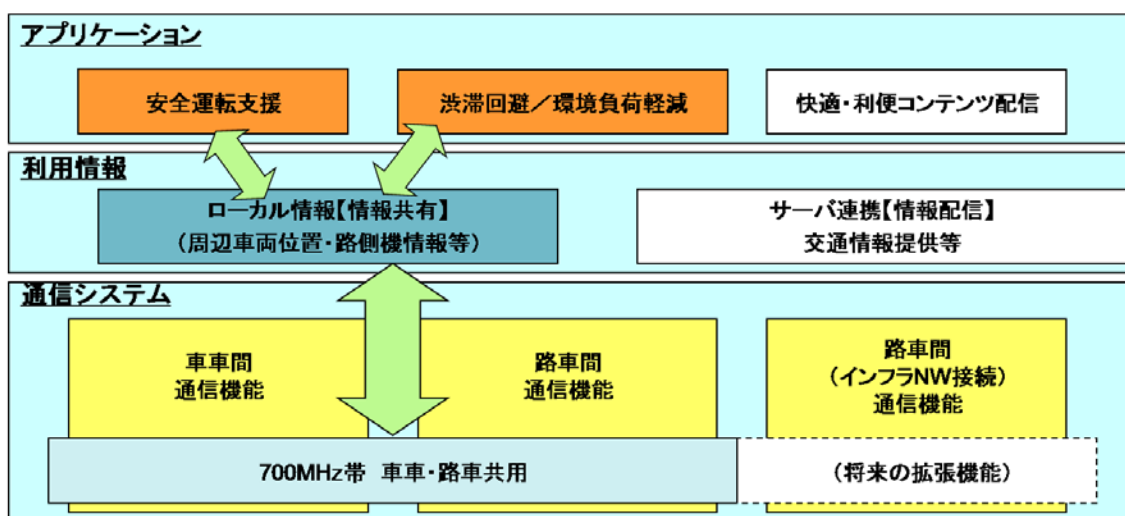 アプリケーション
安全運転支援
渋滞回避／環境負荷軽減
快適・利便コンテンツ配信
利用情報
ローカル情報【情報共有】
（周辺車両位置・路側機情報等）
サーバ連携【情報配信】
交通情報提供等
通信システム
車車間
通信機能
路車間
通信機能
路車間
（インフラNW接続）
通信機能
700MHz帯 車車・路車共用
（将来の拡張機能）